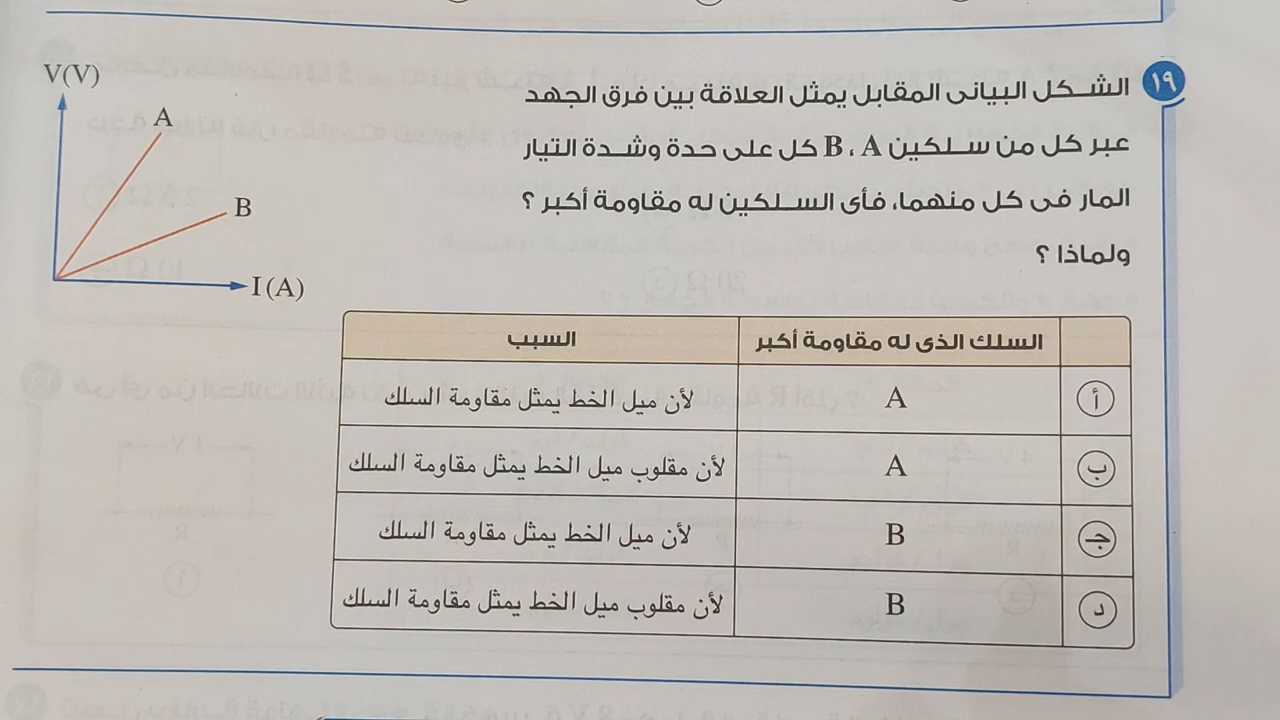 ١٩ الشكل البيانى المقابل يمثل العلاقة بين فرق الجهد
عبر كل من سلكين A ، B كل على حدة وشدة التيار
المار فى كل منهما، فأى السلكين له مقاومة أكبر ؟
ولماذا ؟
V(V)
A
B
I (A)
السلك الذى له مقاومة أكبر السبب
أ A لأن ميل الخط يمثل مقاومة السلك
ب A لأن مقلوب ميل الخط يمثل مقاومة السلك
جـ B لأن ميل الخط يمثل مقاومة السلك
د B لأن مقلوب ميل الخط يمثل مقاومة السلك